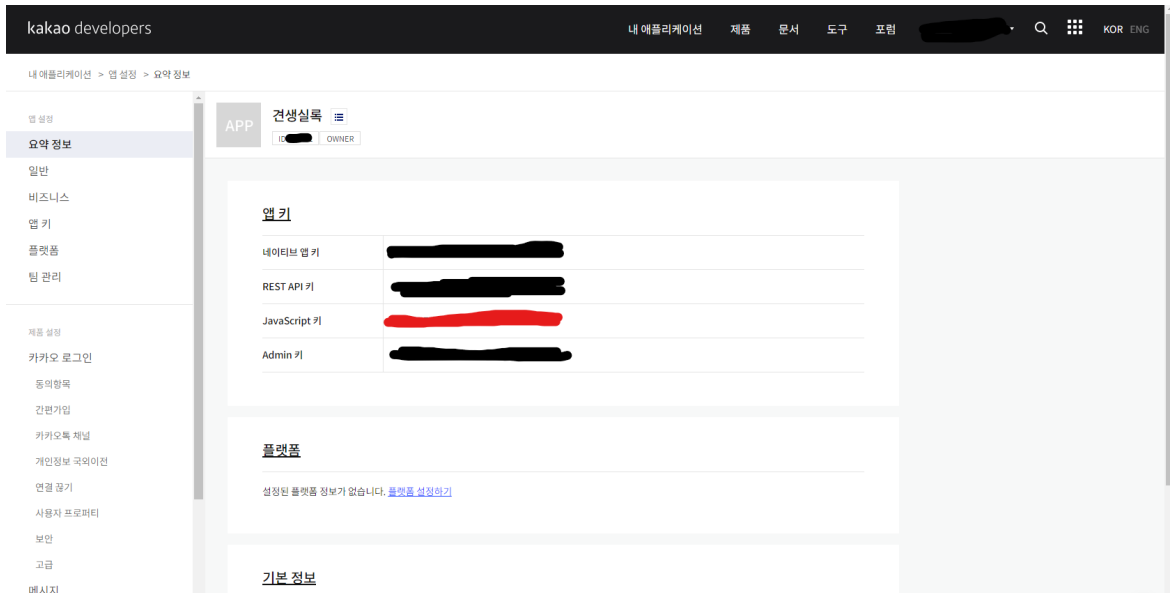 kakao developers
내 애플리케이션 제품 문서 도구 포럼 KOR ENG
내 애플리케이션 > 앱 설정 > 요약 정보
앱 설정
요약 정보
일반
비즈니스
앱 키
플랫폼
팀 관리
제품 설정
카카오 로그인
동의항목
간편가입
카카오톡 채널
개인정보 국외이전
연결 끊기
사용자 프로퍼티
보안
고급
메시지
APP
견생실록
ID OWNER
앱 키
네이티브 앱 키
REST API 키
JavaScript 키
Admin 키
플랫폼
설정된 플랫폼 정보가 없습니다. 플랫폼 설정하기
기본 정보